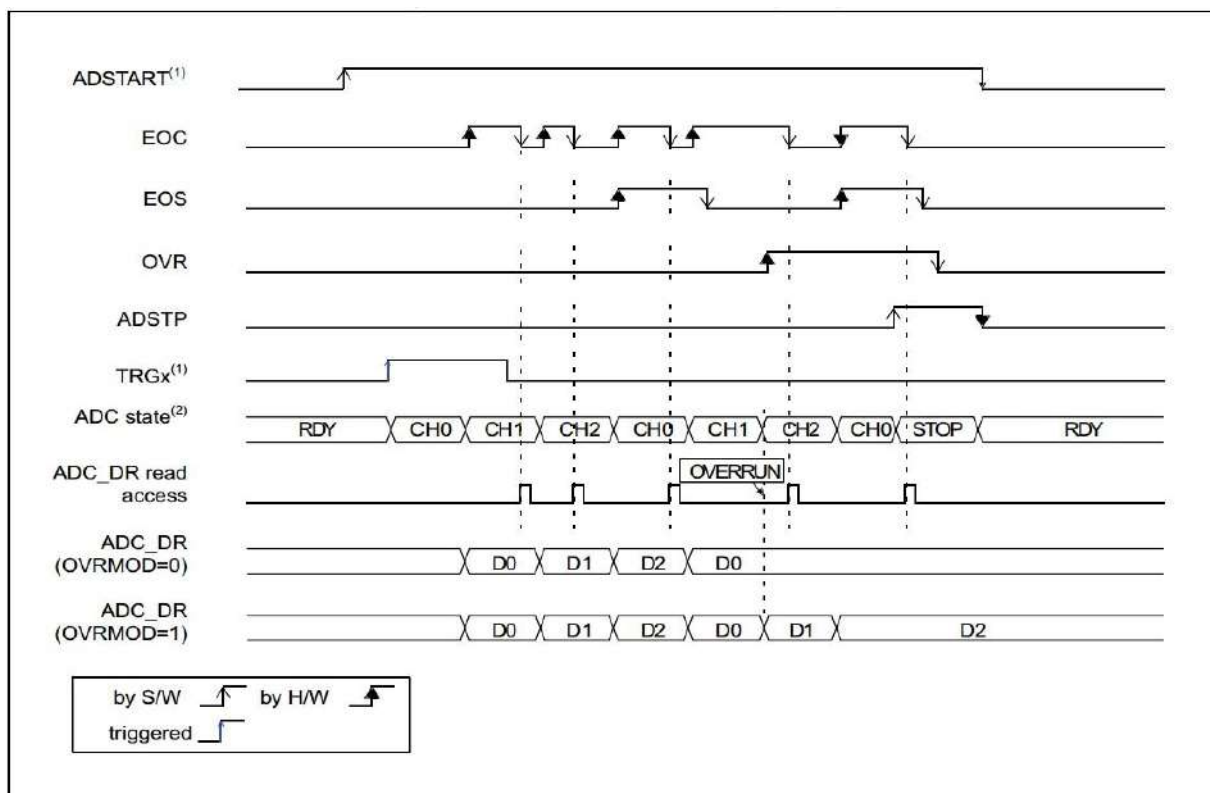 ADSTART(1)
EOC
EOS
OVR
ADSTP
TRGx(1)
ADC state(2)
RDY CH0 CH1 CH2 CH0 CH1 CH2 CH0 STOP RDY
ADC_DR read
access
OVERRUN
ADC_DR
(OVRMOD=0)
D0 D1 D2 D0
ADC_DR
(OVRMOD=1)
D0 D1 D2 D0 D1 D2
by S/W by H/W
triggered